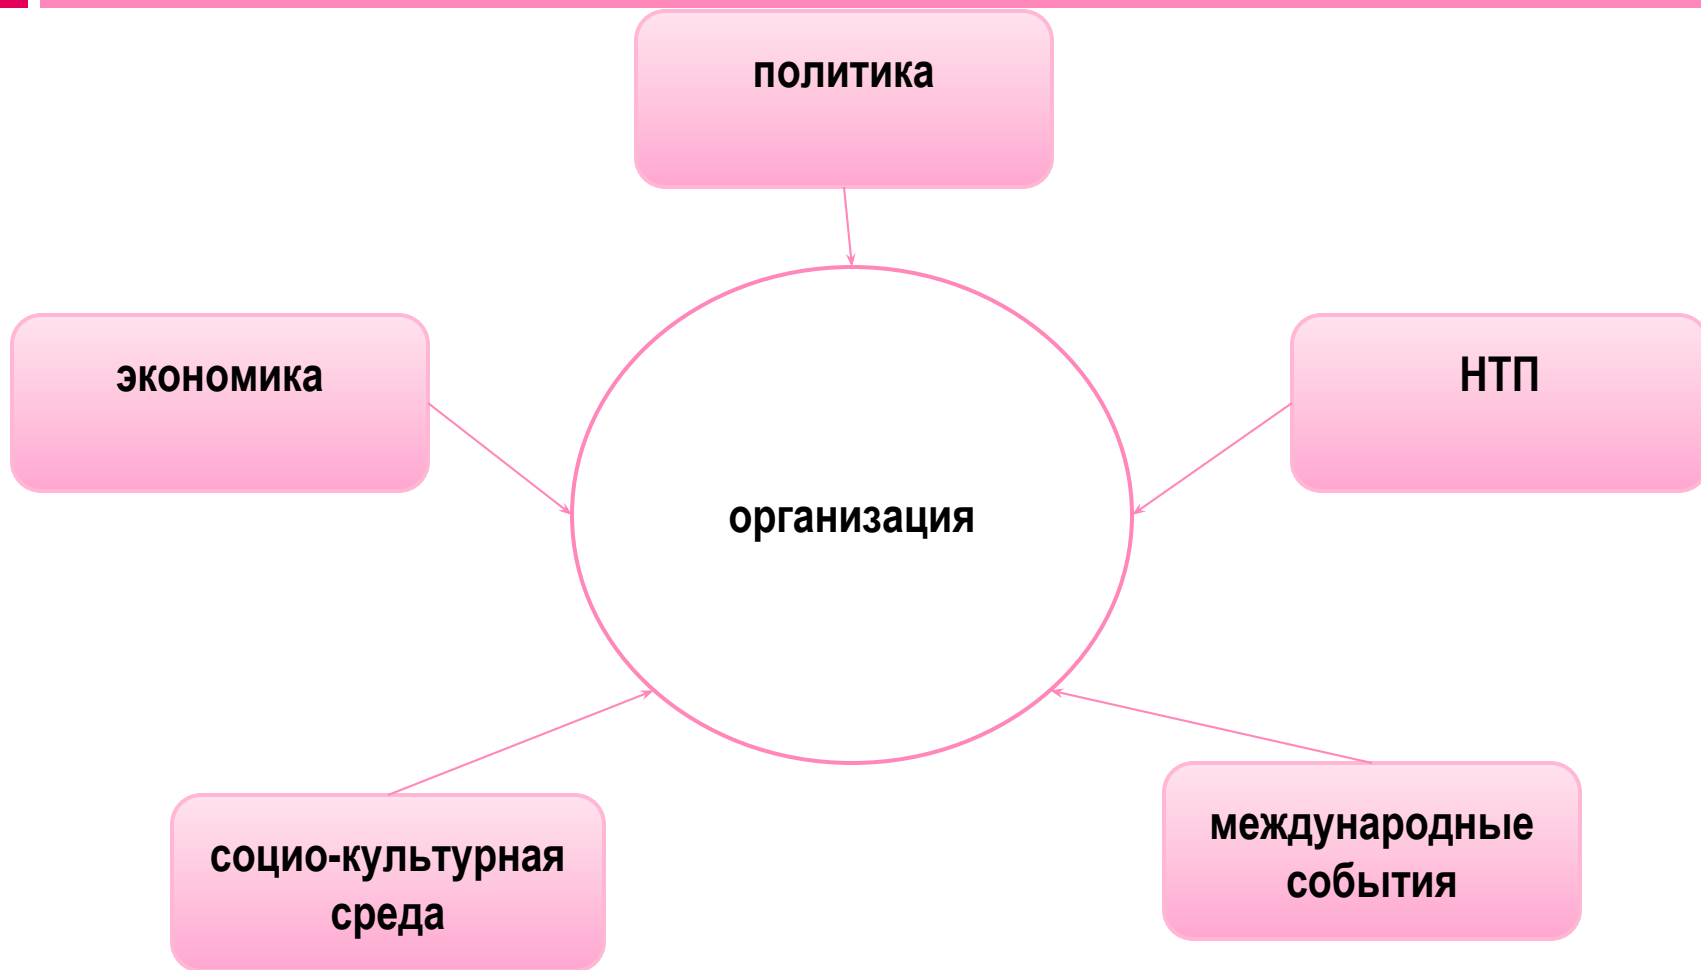 политика
экономика
НТП
организация
социо-культурная
среда
международные
события